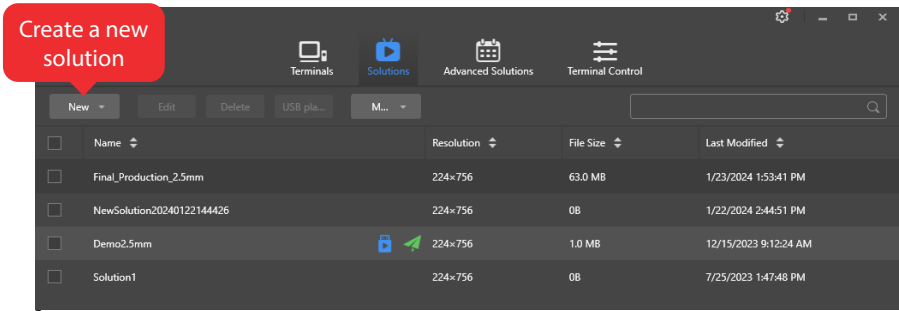 Create a new
solution
Terminals Solutions Advanced Solutions Terminal Control
New Edit Delete USB pla... M...
Name Resolution File Size Last Modified
Final_Production_2.5mm 224×756 63.0 MB 1/23/2024 1:53:41 PM
NewSolution20240122144426 224×756 0B 1/22/2024 2:44:51 PM
Demo2.5mm 224×756 1.0 MB 12/15/2023 9:12:24 AM
Solution1 224×756 0B 7/25/2023 1:47:48 PM